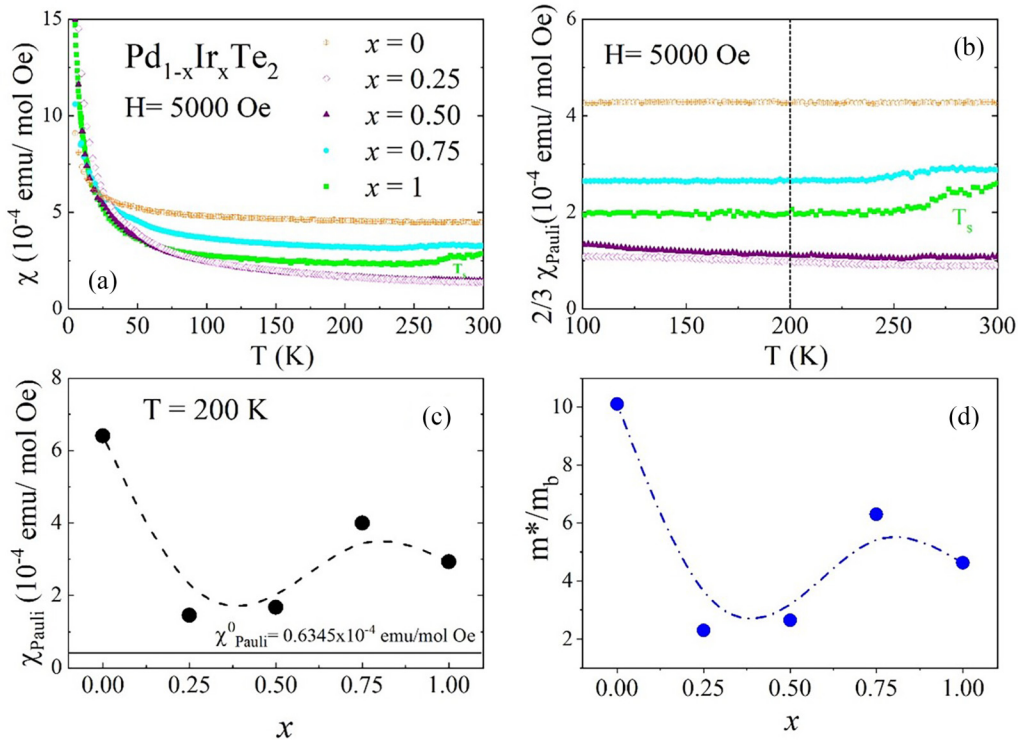 Pd1-xIrxTe2
H= 5000 Oe
x = 0
x = 0.25
x = 0.50
x = 0.75
x = 1
Ts
(a)
χ (10-4 emu/ mol Oe)
15
10
5
0
0 50 100 150 200 250 300
T (K)
H= 5000 Oe
(b)
Ts
2/3 χPauli(10-4 emu/ mol Oe)
6
4
2
0
100 150 200 250 300
T (K)
T = 200 K
(c)
χ0Pauli= 0.6345x10-4 emu/mol Oe
χPauli (10-4 emu/ mol Oe)
8
6
4
2
0
0.00 0.25 0.50 0.75 1.00
x
(d)
m*/mb
10
8
6
4
2
0.00 0.25 0.50 0.75 1.00
x